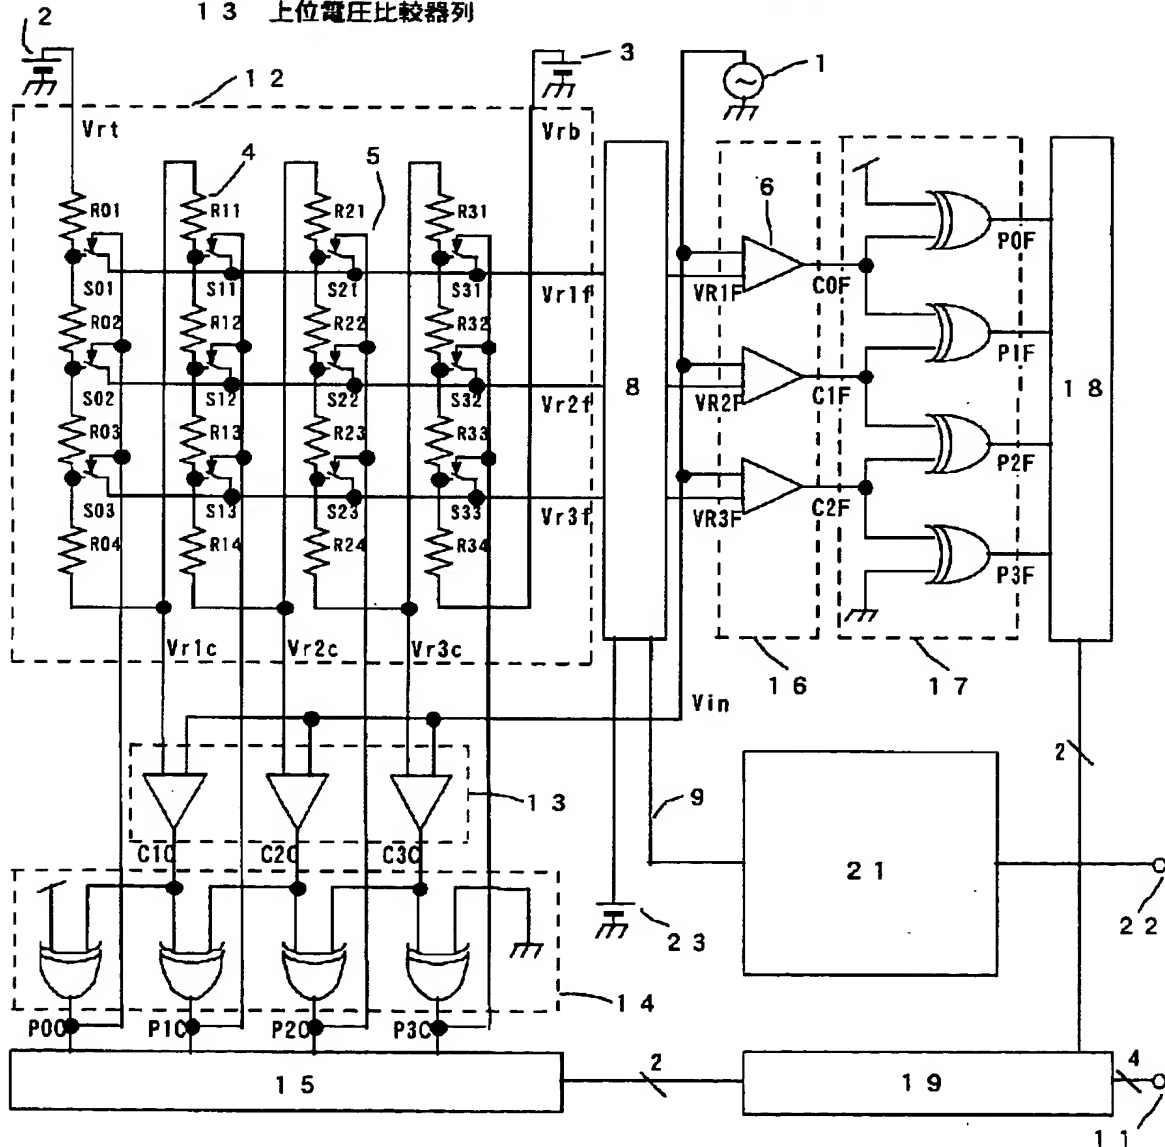 13 上位電圧比較器列
2
3
1
12
Vrt
Vrb
4
5
6
R01
R11
R21
R31
P0F
S01
S11
S21
S31
Vr1f
VR1F
C0F
R02
R12
R22
R32
P1F
S02
S12
S22
S32
Vr2f
8
VR2F
C1F
18
R03
R13
R23
R33
P2F
S03
S13
S23
S33
Vr3f
VR3F
C2F
R04
R14
R24
R34
P3F
Vr1c
Vr2c
Vr3c
16
17
Vin
2
13
9
C1C
C2C
C3C
21
22
23
14
P0C
P1C
P2C
P3C
15
2
19
4
11